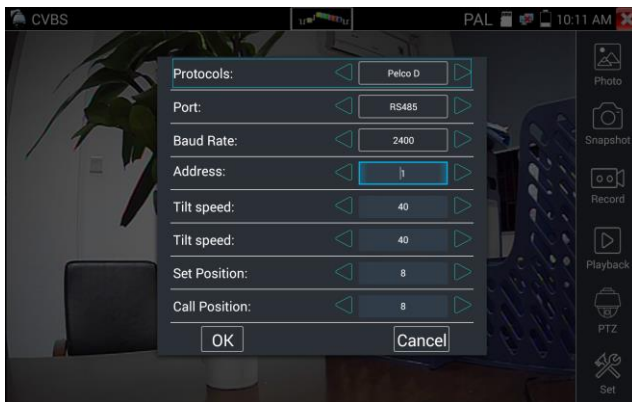 CVBS PAL 10:11 AM
Protocols: Pelco D
Port: RS485
Baud Rate: 2400
Address: 1
Tilt speed: 40
Tilt speed: 40
Set Position: 8
Call Position: 8
OK Cancel
Photo
Snapshot
Record
Playback
PTZ
Set